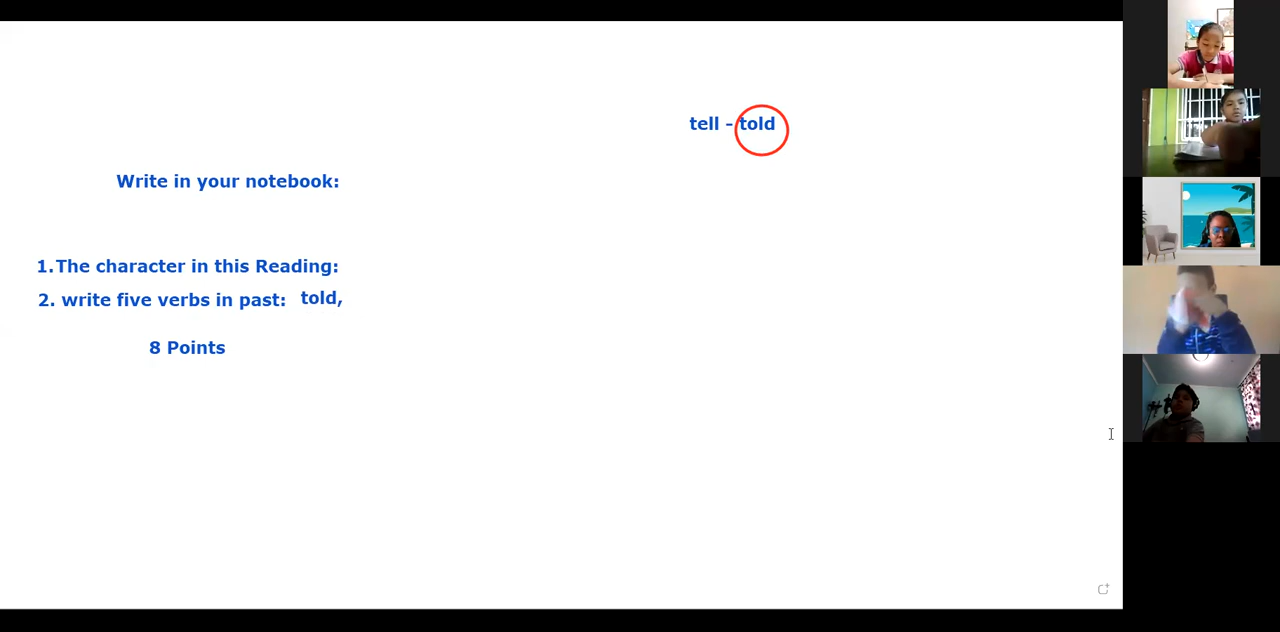 tell - told
Write in your notebook:
1.The character in this Reading:
2. write five verbs in past: told,
8 Points